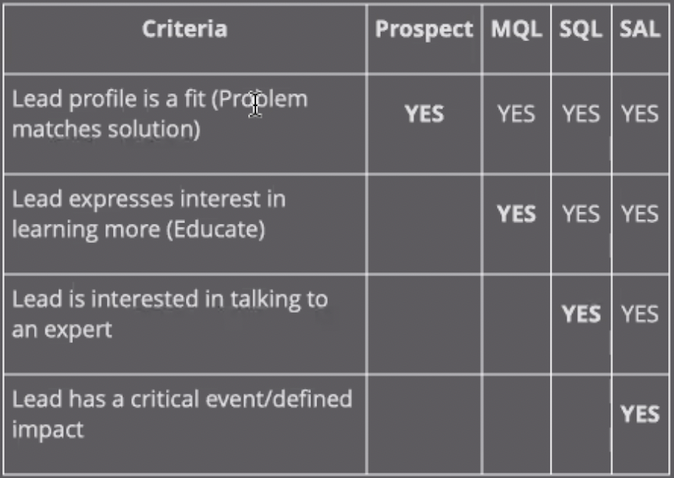 Criteria Prospect MQL SQL SAL
Lead profile is a fit (Problem
matches solution) YES YES YES YES
Lead expresses interest in
learning more (Educate) YES YES YES
Lead is interested in talking to
an expert YES YES
Lead has a critical event/defined
impact YES